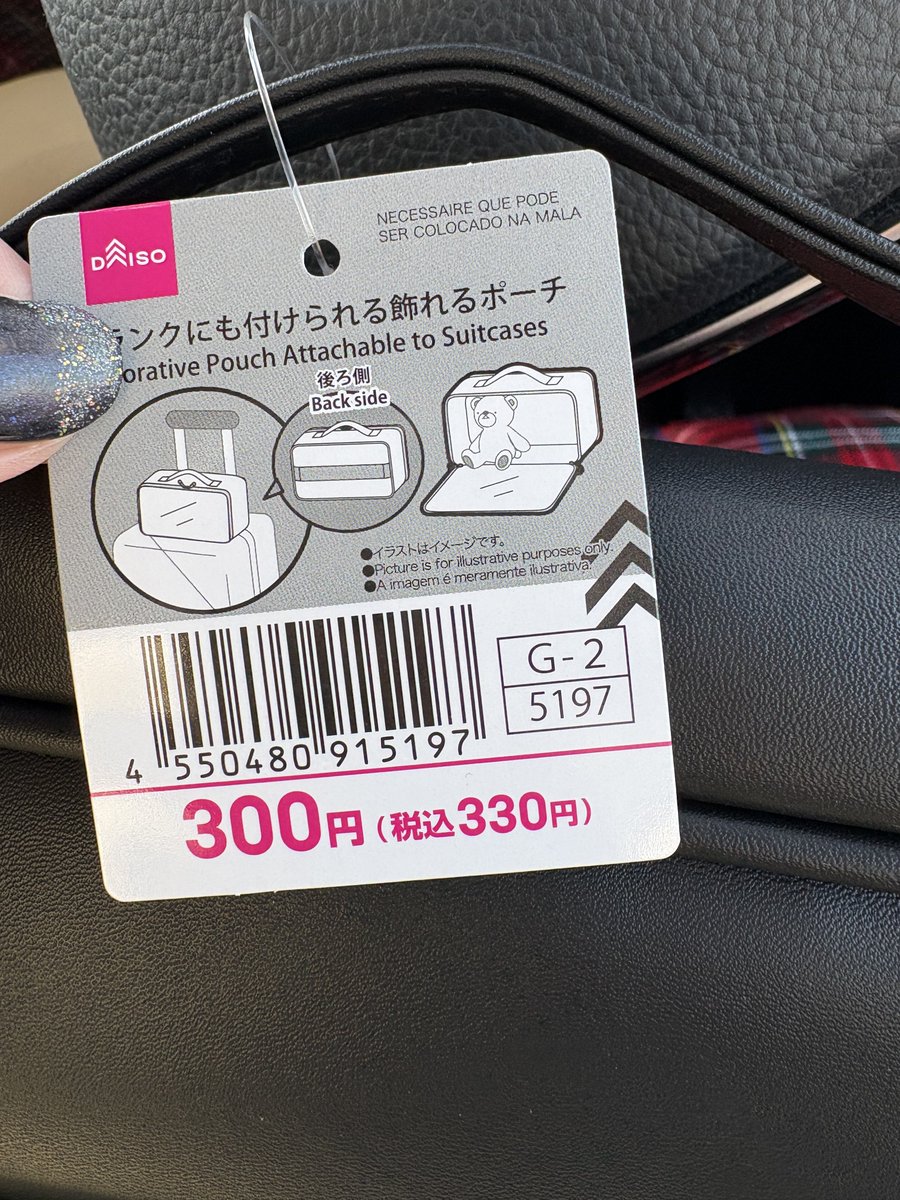 DAISO
NECESSAIRE QUE PODE
SER COLOCADO NA MALA
ランクにも付けられる飾れるポーチ
orative Pouch Attachable to Suitcases
後ろ側
Back side
●イラストはイメージです。
●Picture is for illustrative purposes only.
●A imagem é meramente ilustrativa.
G-2
5197
4 550480 915197
300円(税込330円)